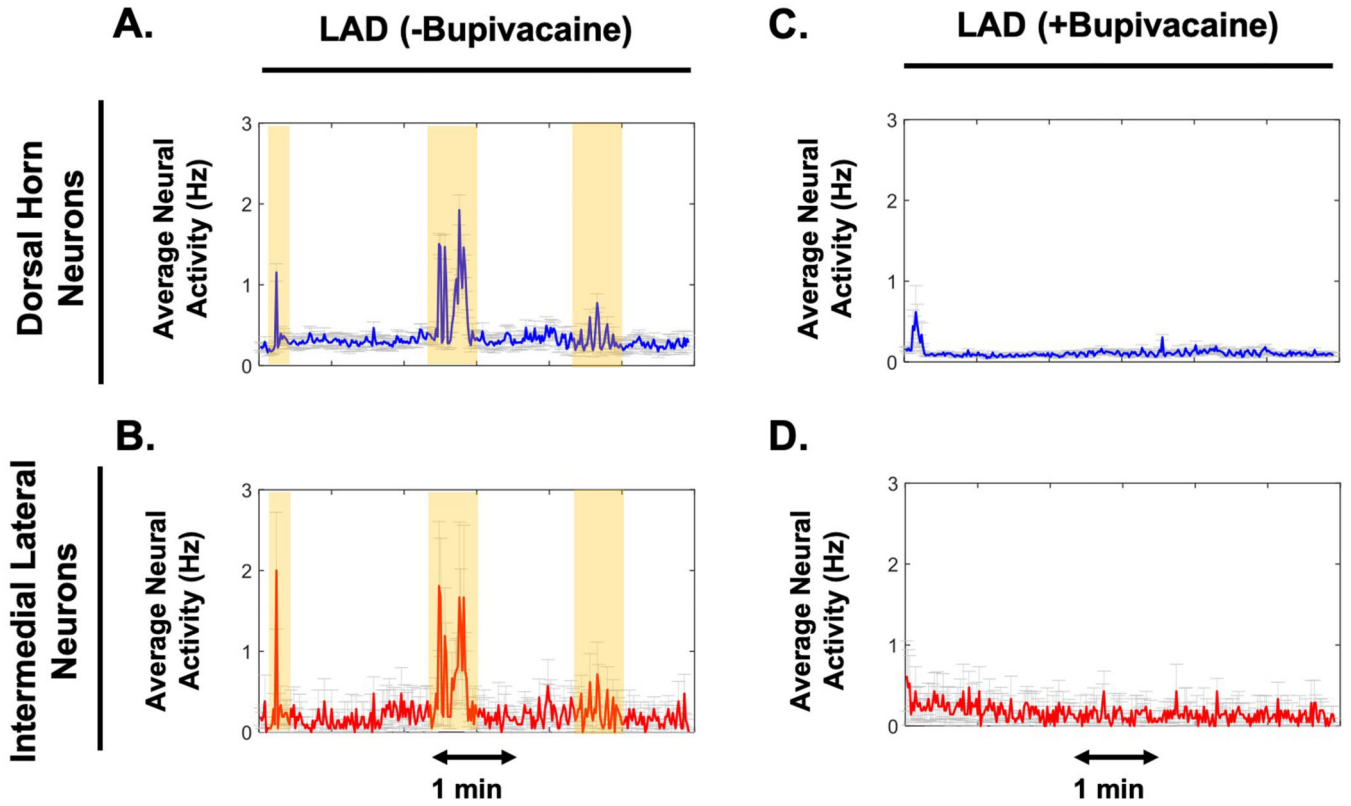 A.
LAD (-Bupivacaine)
C.
LAD (+Bupivacaine)
Dorsal Horn
Neurons
Average Neural
Activity (Hz)
3
2
1
0
Average Neural
Activity (Hz)
3
2
1
0
B.
D.
Intermedial Lateral
Neurons
Average Neural
Activity (Hz)
3
2
1
0
1 min
Average Neural
Activity (Hz)
3
2
1
0
1 min